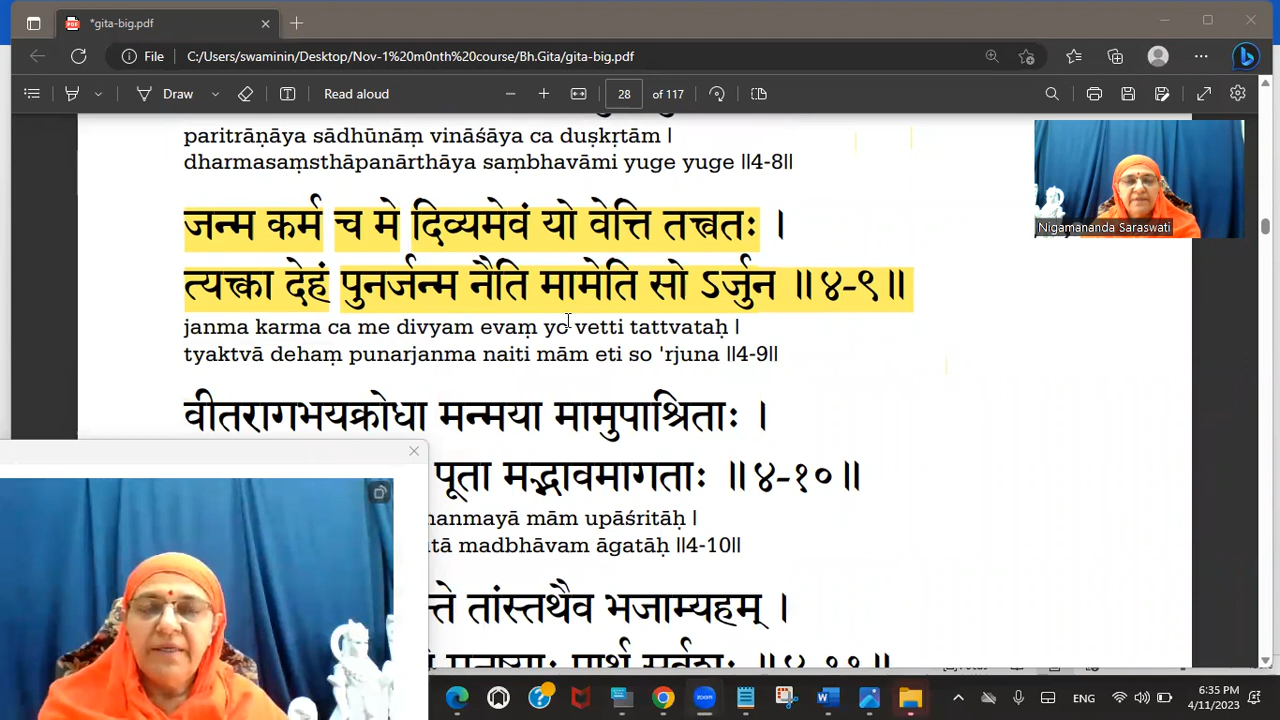 *gita-big.pdf
File C:/Users/swaminin/Desktop/Nov-1%20m0nth%20course/Bh.Gita/gita-big.pdf
Draw Read aloud 28 of 117
paritrāṇāya sādhūnāṃ vināśāya ca duṣkṛtām |
dharmasaṃsthāpanārthāya saṃbhavāmi yuge yuge ||4-8||
जन्म कर्म च मे दिव्यमेवं यो वेत्ति तत्त्वतः ।
त्यक्त्वा देहं पुनर्जन्म नैति मामेति सो ऽर्जुन ॥४-९॥
janma karma ca me divyam evaṃ yo vetti tattvataḥ |
tyaktvā dehaṃ punarjanma naiti mām eti so 'rjuna ||4-9||
वीतरागभयक्रोधा मन्मया मामुपाश्रिताः ।
पूता मद्भावमागताः ॥४-१०॥
manmayā mām upāśritāḥ |
madbhāvam āgatāḥ ||4-10||
तांस्तथैव भजाम्यहम् ।
Nigamananda Saraswati
ENG
6:35 PM
4/11/2023